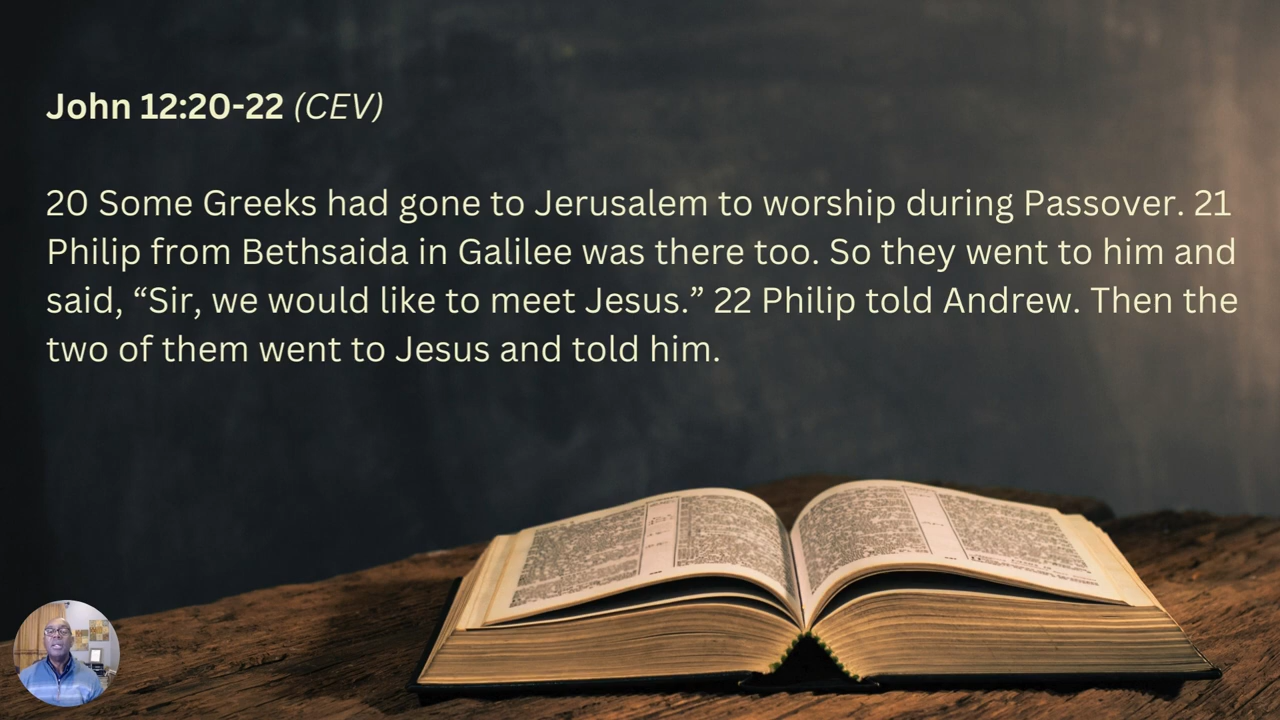 John 12:20-22 (CEV)
20 Some Greeks had gone to Jerusalem to worship during Passover. 21
Philip from Bethsaida in Galilee was there too. So they went to him and
said, “Sir, we would like to meet Jesus.” 22 Philip told Andrew. Then the
two of them went to Jesus and told him.